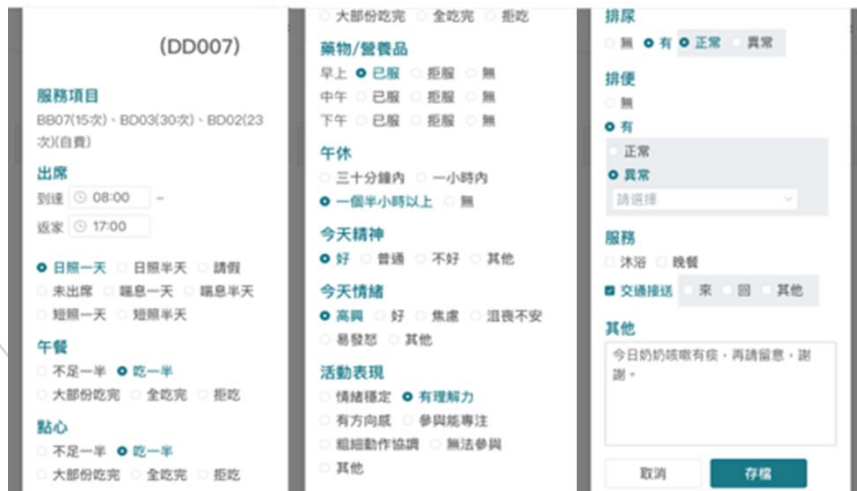 (DD007)
服務項目
BB07(15次)、BD03(30次)、BD02(23
次)(自費)
出席
到達 08:00 –
返家 17:00
日照一天 日照半天 請假
未出席 喘息一天 喘息半天
短照一天 短照半天
午餐
不足一半 吃一半
大部份吃完 全吃完 拒吃
點心
不足一半 吃一半
大部份吃完 全吃完 拒吃
大部份吃完 全吃完 拒吃
藥物/營養品
早上 已服 拒服 無
中午 已服 拒服 無
下午 已服 拒服 無
午休
三十分鐘內 一小時內
一個半小時以上 無
今天精神
好 普通 不好 其他
今天情緒
高興 好 焦慮 沮喪不安
易發怒 其他
活動表現
情緒穩定 有理解力
有方向感 參與能專注
粗細動作協調 無法參與
其他
排尿
無 有 正常 異常
排便
無
有
正常
異常
請選擇
服務
沐浴 晚餐
交通接送 來 回 其他
其他
今日奶奶咳嗽有痰，再請留意，謝
謝。
取消 存檔